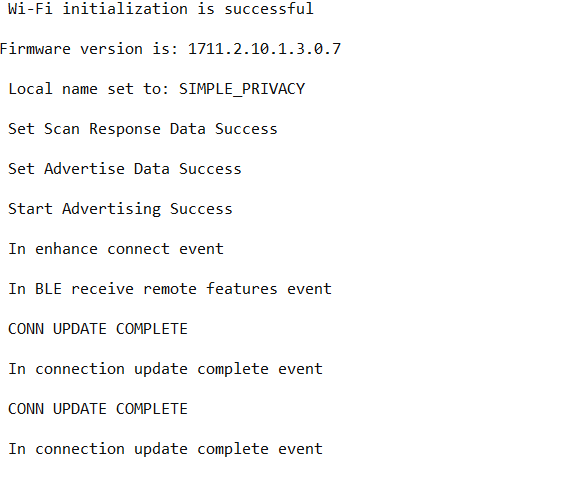 Wi-Fi initialization is successful
Firmware version is: 1711.2.10.1.3.0.7
Local name set to: SIMPLE_PRIVACY
Set Scan Response Data Success
Set Advertise Data Success
Start Advertising Success
In enhance connect event
In BLE receive remote features event
CONN UPDATE COMPLETE
In connection update complete event
CONN UPDATE COMPLETE
In connection update complete event